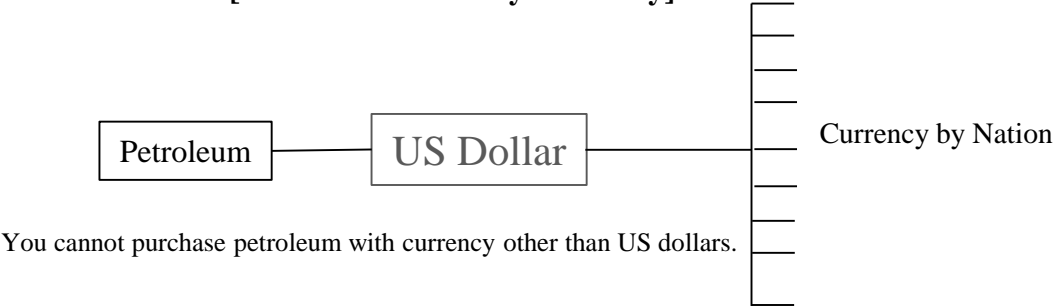 Petroleum
US Dollar
Currency by Nation
You cannot purchase petroleum with currency other than US dollars.